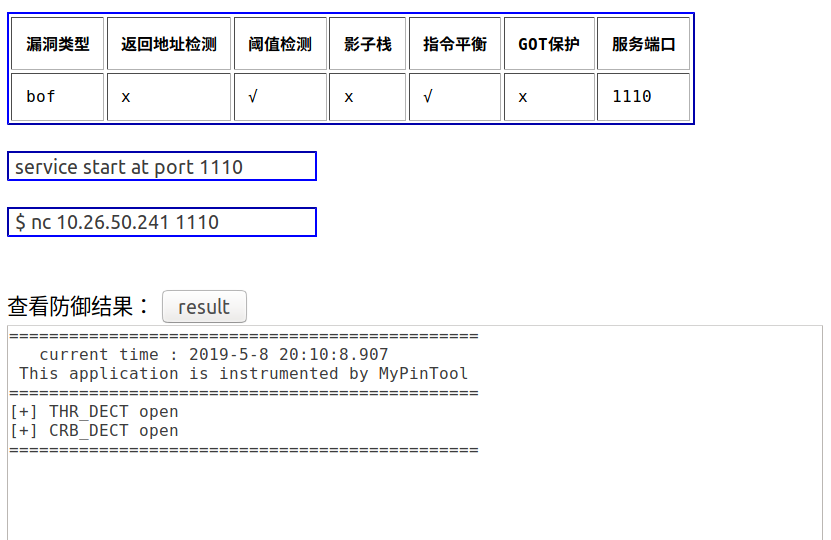 漏洞类型 返回地址检测 阈值检测 影子栈 指令平衡 GOT保护 服务端口
bof x √ x √ x 1110
service start at port 1110
$ nc 10.26.50.241 1110
查看防御结果： result
===============================================
current time : 2019-5-8 20:10:8.907
This application is instrumented by MyPinTool
===============================================
[+] THR_DECT open
[+] CRB_DECT open
===============================================